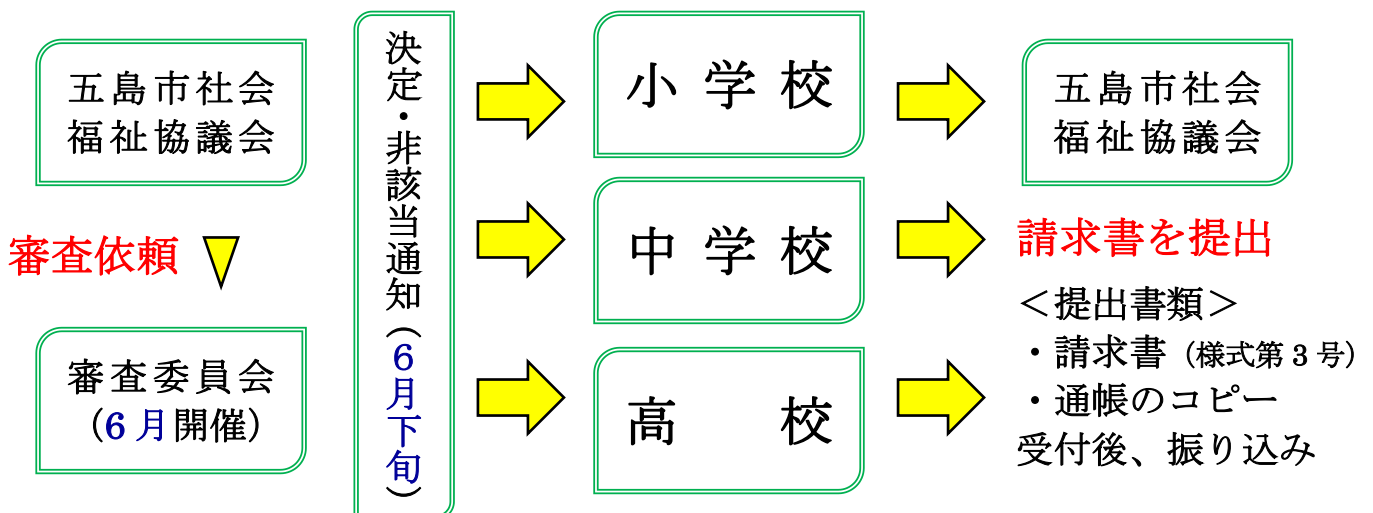 五島市社会
福祉協議会
審査依頼
審査委員会
（6月開催）
決定・非該当通知（6月下旬）
小学校
中学校
高校
五島市社会
福祉協議会
請求書を提出
＜提出書類＞
・請求書（様式第3号）
・通帳のコピー
受付後、振り込み